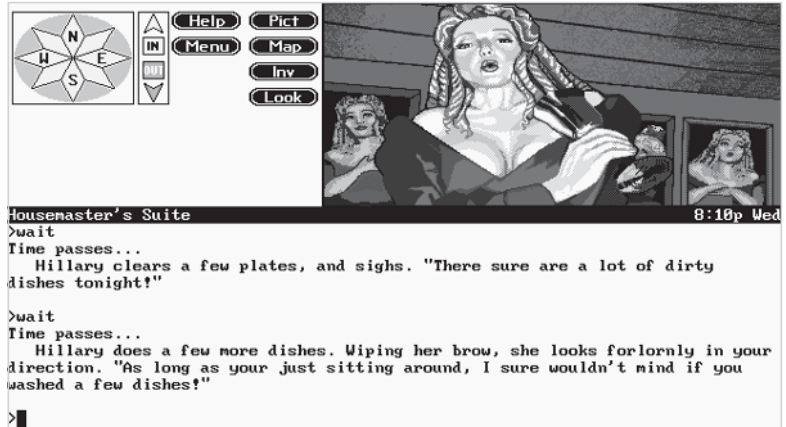 N
W E
S
IN
OUT
Help
Menu
Pict
Map
Inv
Look
Housemaster's Suite 8:10p Wed
>wait
Time passes...
Hillary clears a few plates, and sighs. "There sure are a lot of dirty
dishes tonight!"
>wait
Time passes...
Hillary does a few more dishes. Wiping her brow, she looks forlornly in your
direction. "As long as your just sitting around, I sure wouldn't mind if you
washed a few dishes!"
>